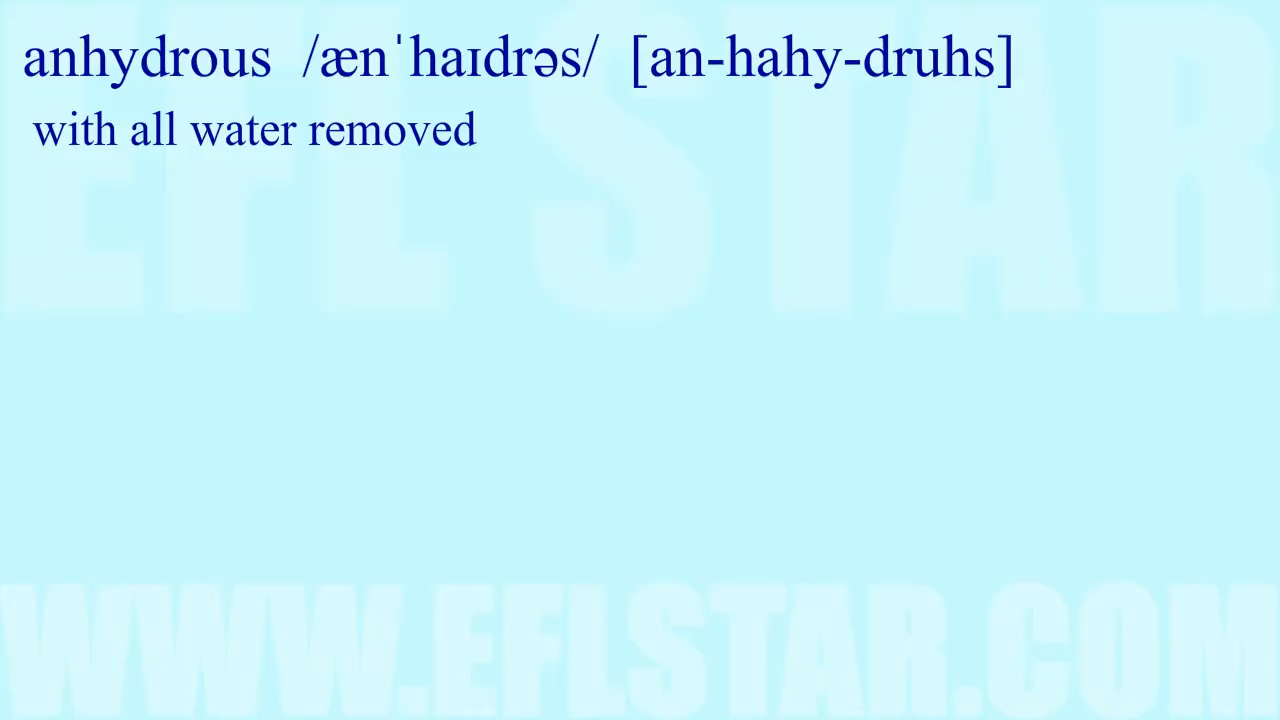 anhydrous /ænˈhaɪdrəs/ [an-hahy-druhs]
with all water removed
EFL STAR
WWW.EFLSTAR.COM